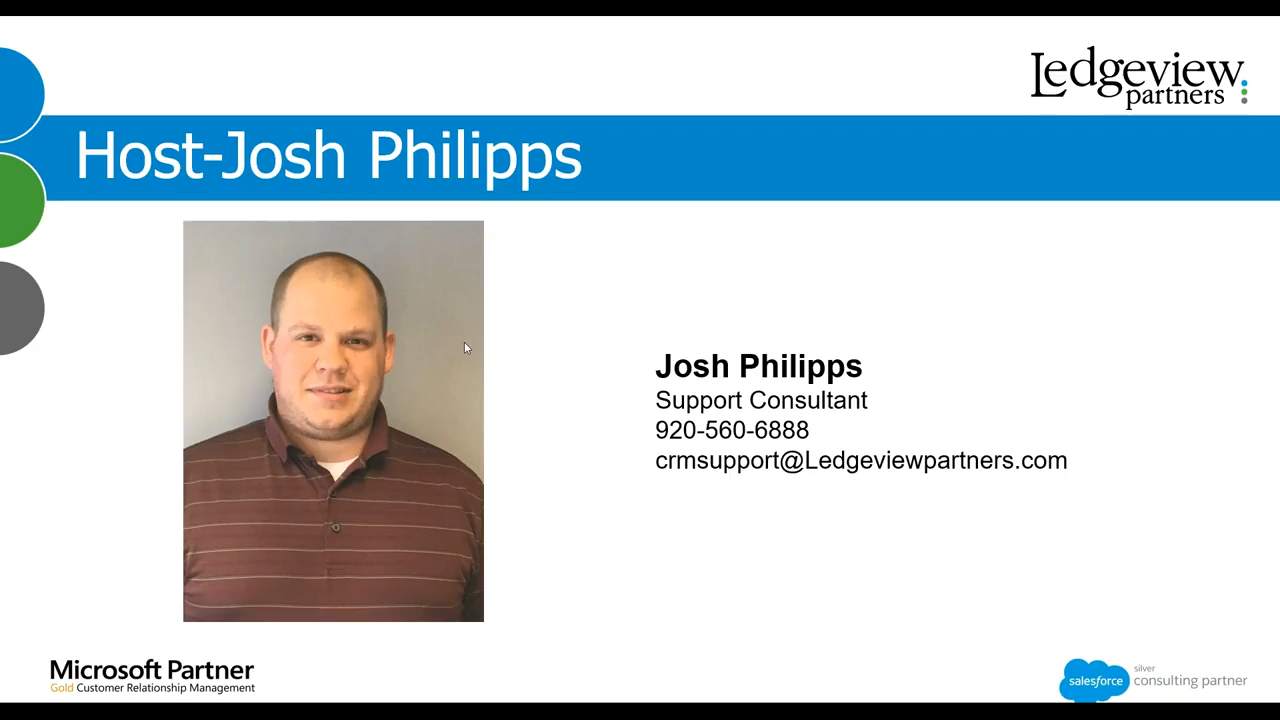 Ledgeview
partners
Host-Josh Philipps
Josh Philipps
Support Consultant
920-560-6888
crmsupport@Ledgeviewpartners.com
Microsoft Partner
Gold Customer Relationship Management
salesforce
silver
consulting partner